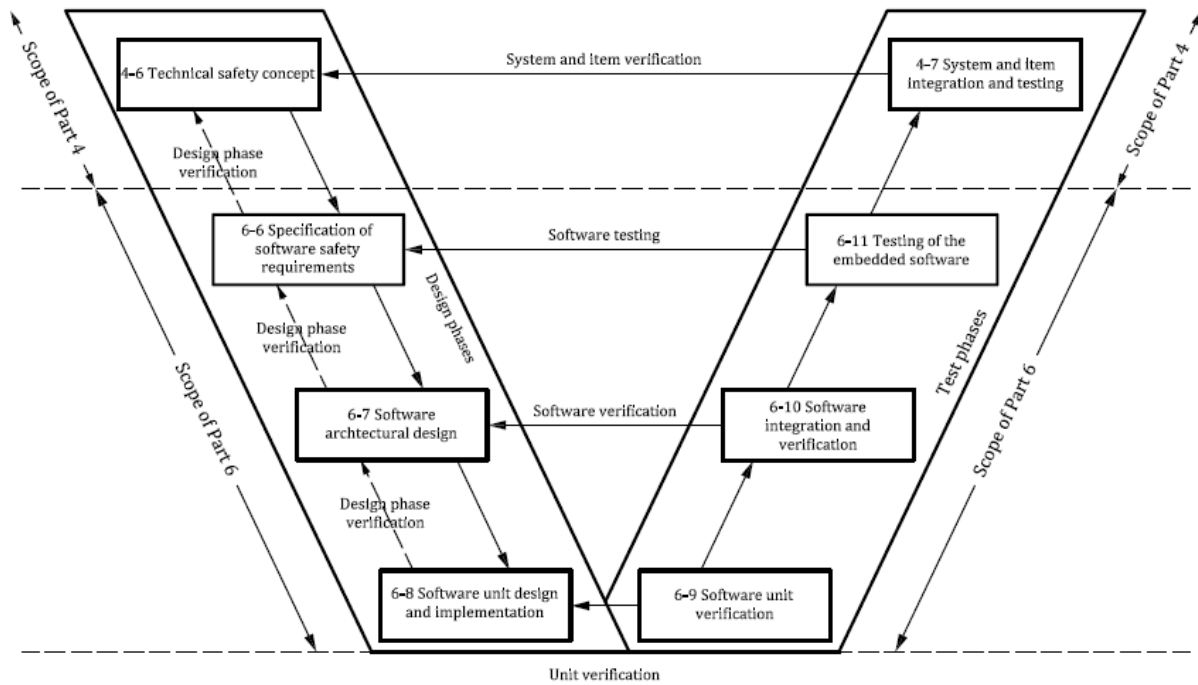 4-6 Technical safety concept
System and item verification
4-7 System and item
integration and testing
Scope of Part 4
Scope of Part 4
Design phase
verification
6-6 Specification of
software safety
requirements
Software testing
6-11 Testing of the
embedded software
Design phases
Design phase
verification
Test phases
Scope of Part 6
Scope of Part 6
6-7 Software
archtectural design
Software verification
6-10 Software
integration and
verification
Design phase
verification
6-8 Software unit design
and implementation
6-9 Software unit
verification
Unit verification